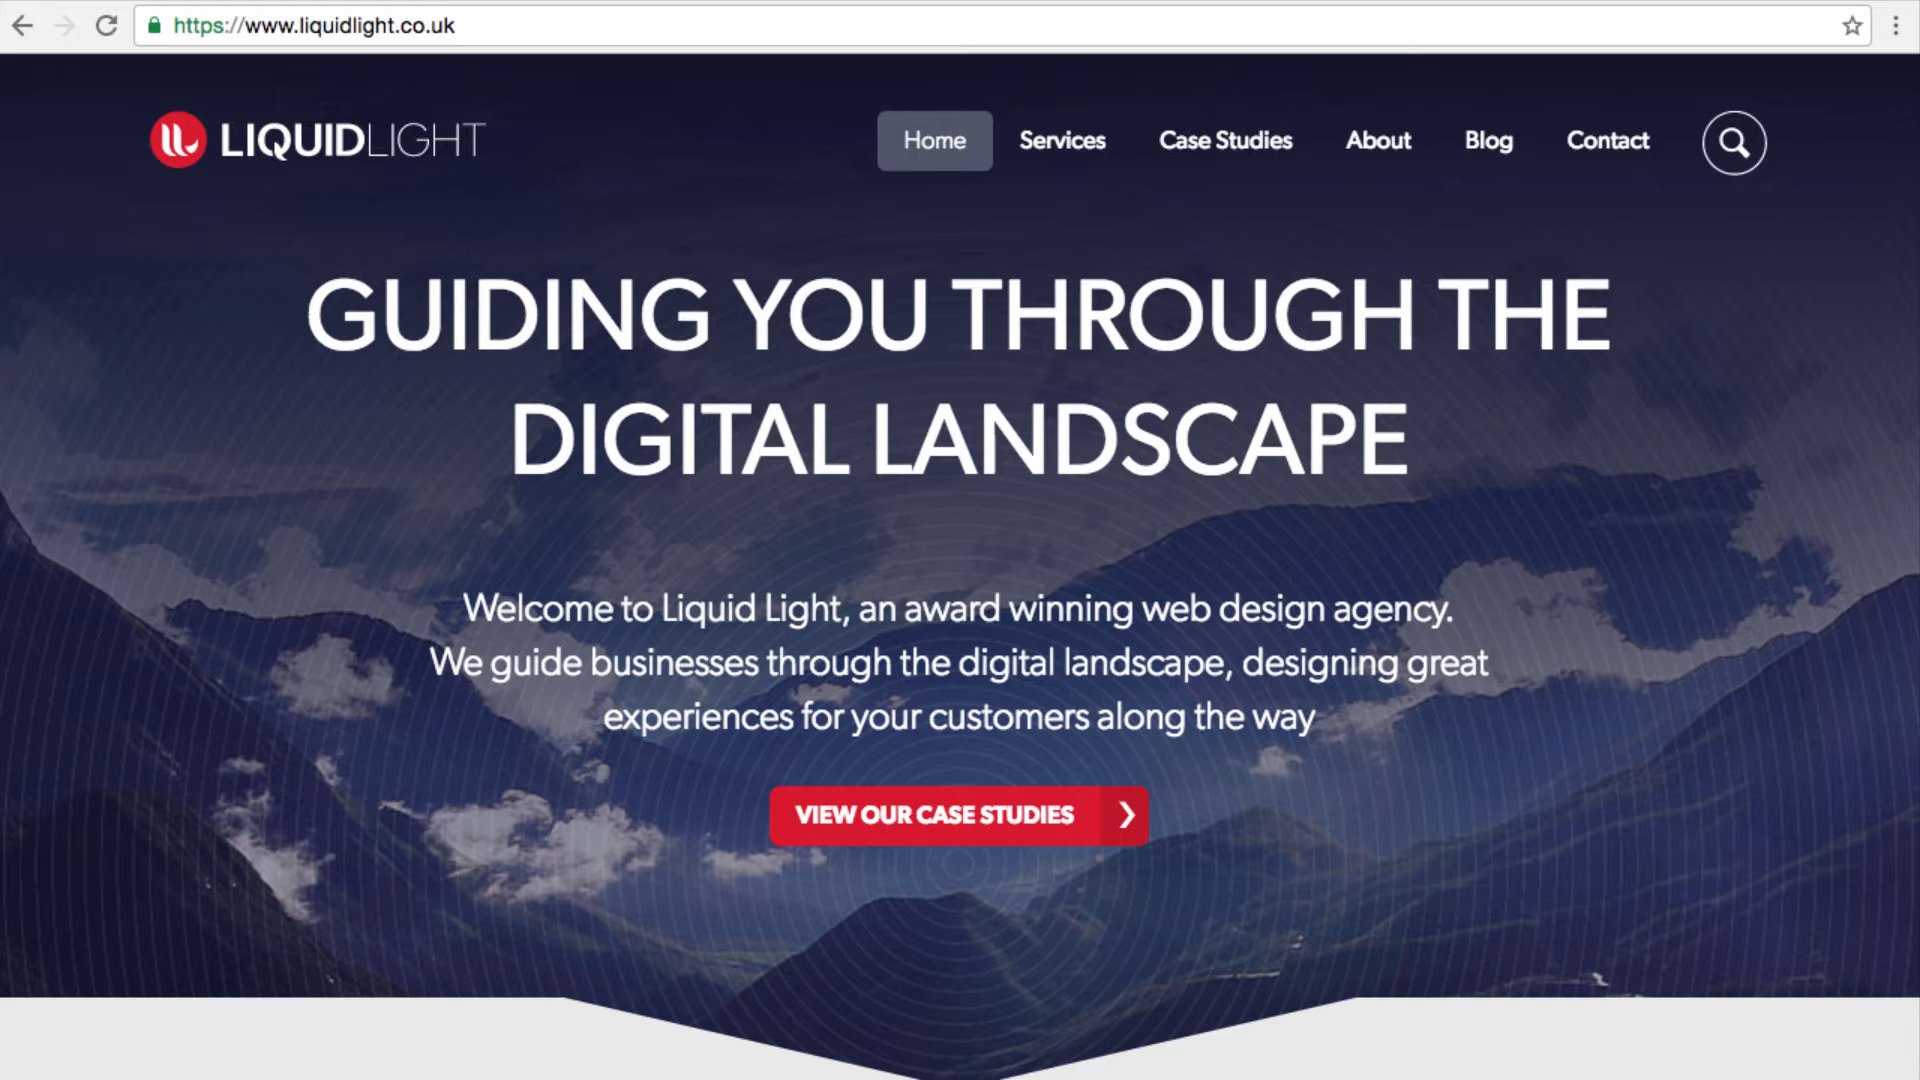 https://www.liquidlight.co.uk
LIQUIDLIGHT
Home Services Case Studies About Blog Contact
GUIDING YOU THROUGH THE
DIGITAL LANDSCAPE
Welcome to Liquid Light, an award winning web design agency.
We guide businesses through the digital landscape, designing great
experiences for your customers along the way
VIEW OUR CASE STUDIES